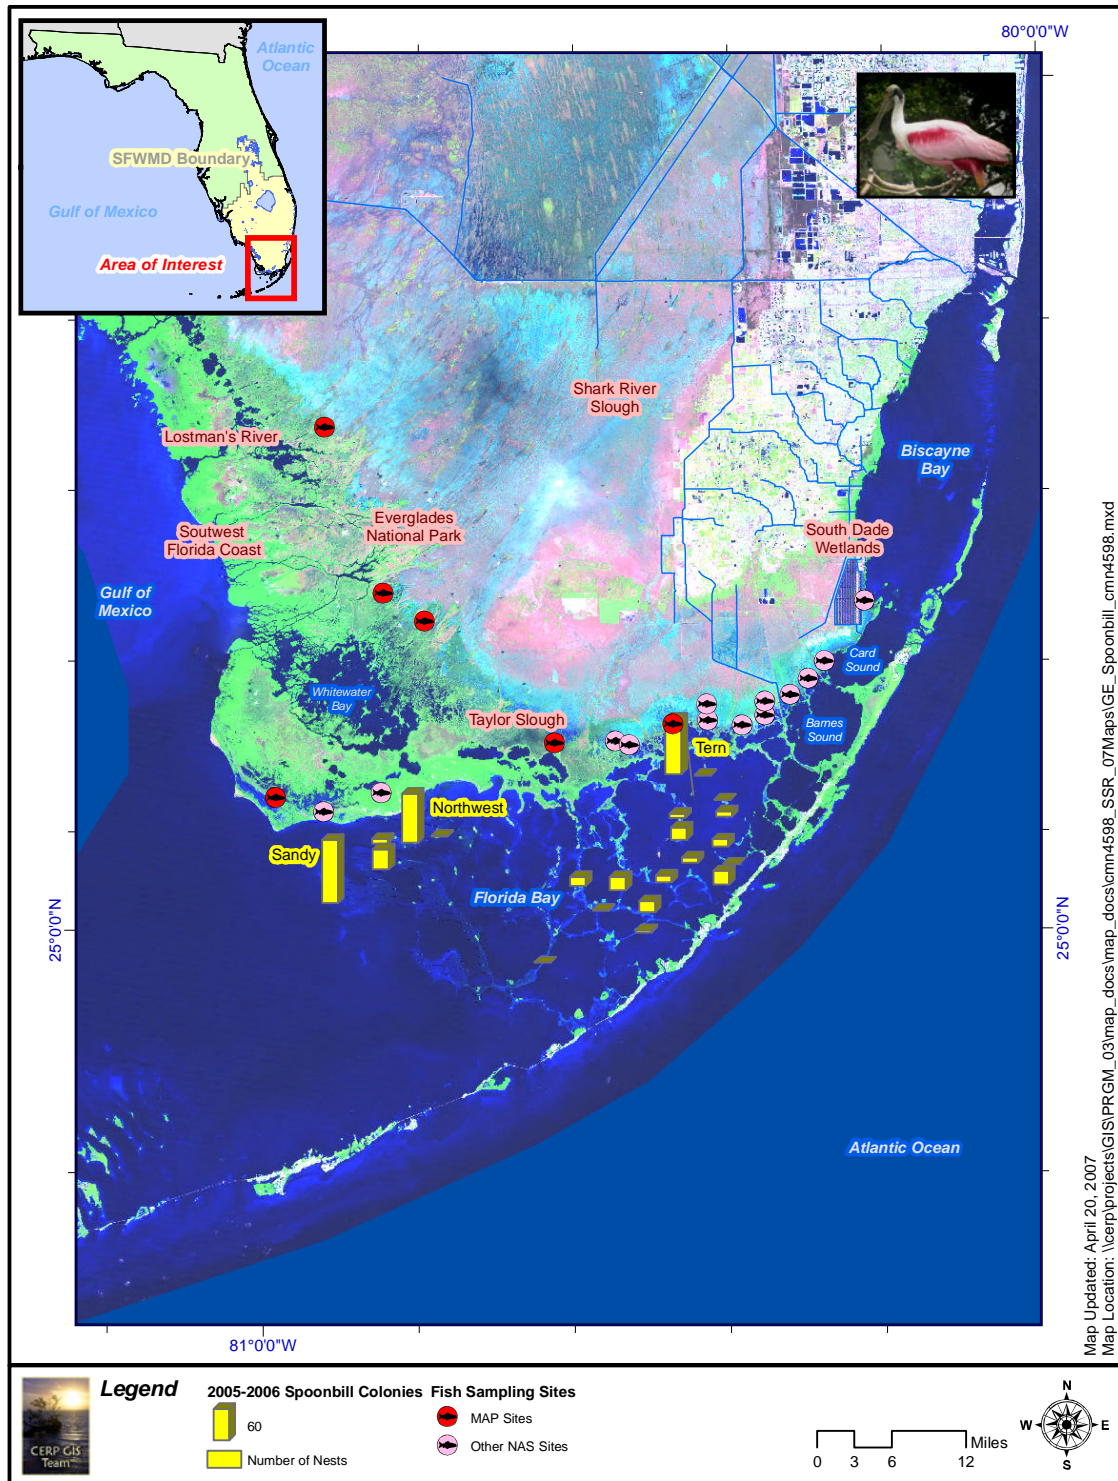 80°0'0"W
Atlantic
Ocean
SFWMD Boundary
Gulf of Mexico
Area of Interest
Shark River
Slough
Lostman's River
Biscayne
Bay
Everglades
National Park
Soutwest
Florida Coast
South Dade
Wetlands
Gulf of
Mexico
Card
Sound
Whitewater
Bay
Taylor Slough
Barnes
Sound
Tern
Northwest
Sandy
Florida Bay
25°0'0"N
25°0'0"N
Atlantic Ocean
81°0'0"W
Map Updated: April 20, 2007
Map Location: \\cerp\projects\GIS\PRGM_03\map_docs\map_docs\cmn4598_SSR_07Maps\GE_Spoonbill_cmn4598.mxd
CERP GIS
Team
Legend
2005-2006 Spoonbill Colonies
60
Number of Nests
Fish Sampling Sites
MAP Sites
Other NAS Sites
Miles
0 3 6 12
N
W E
S